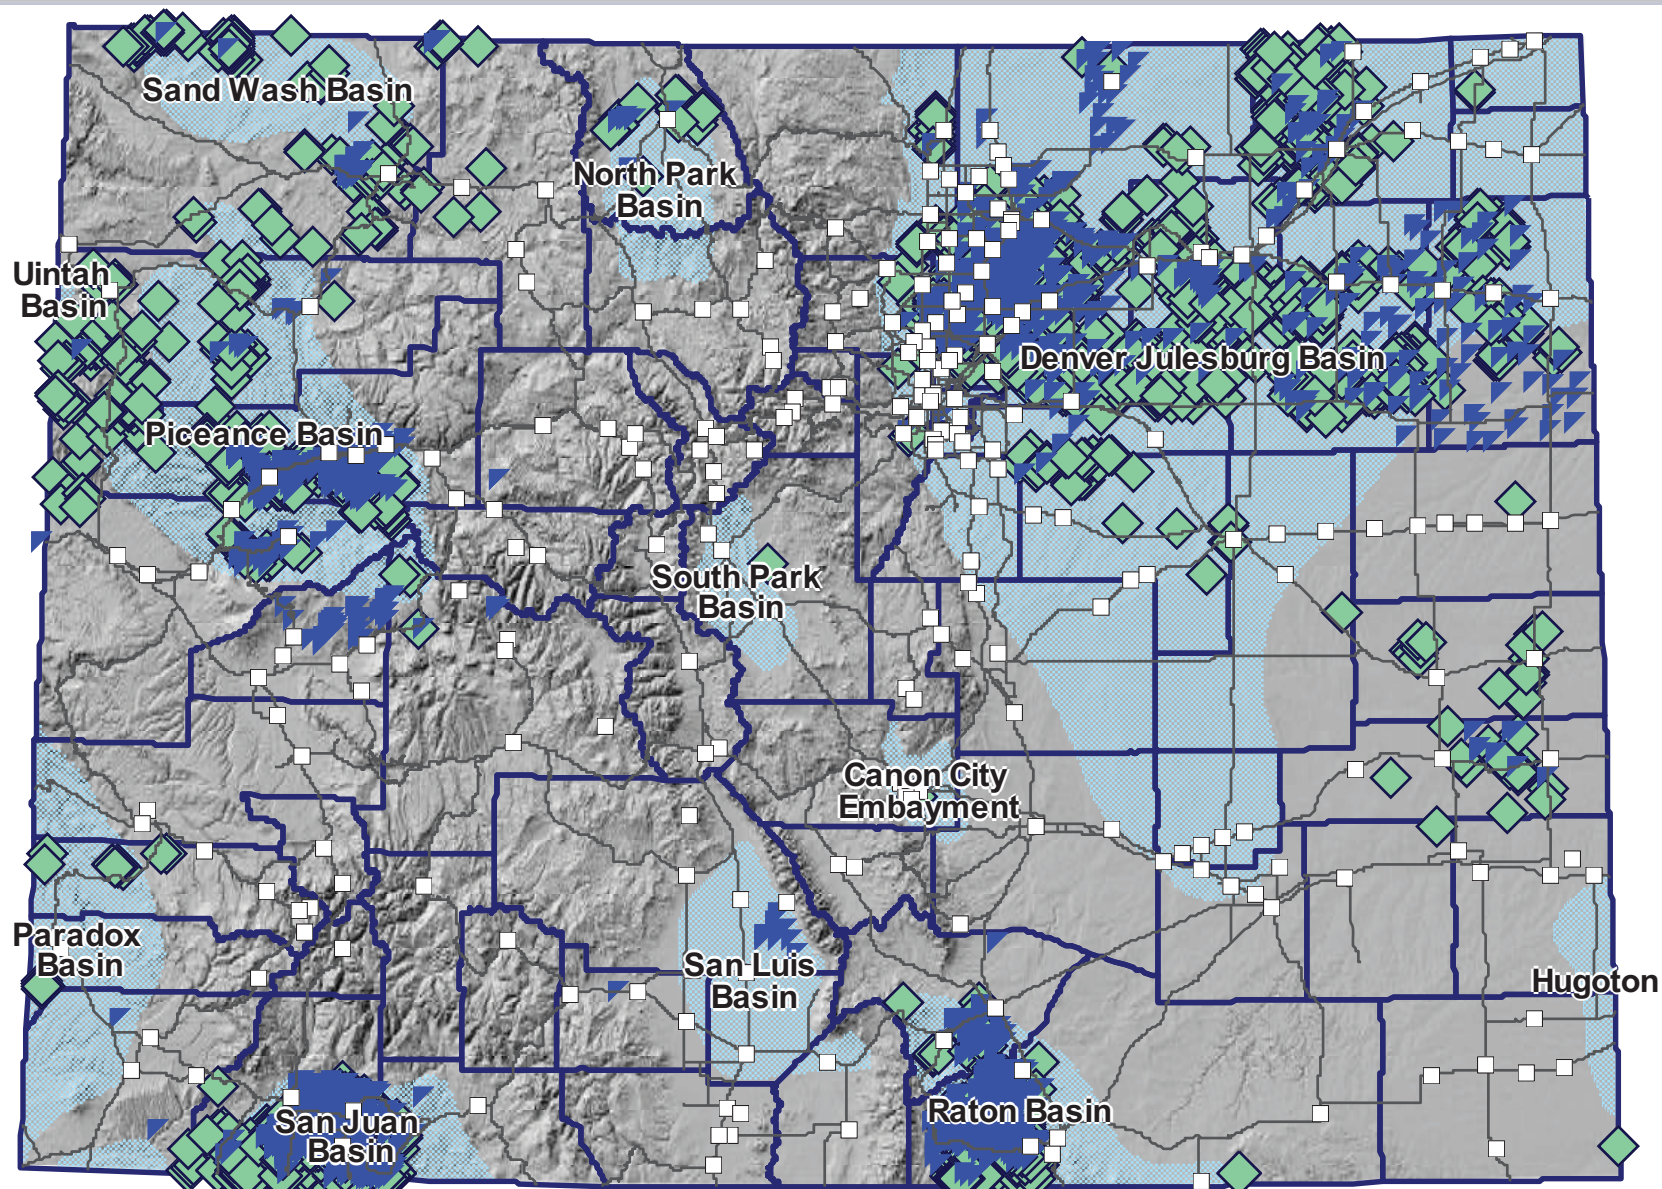 Sand Wash Basin
North Park
Basin
Uintah
Basin
Denver Julesburg Basin
Piceance Basin
South Park
Basin
Canon City
Embayment
Paradox
Basin
San Luis
Basin
Hugoton
San Juan
Basin
Raton Basin